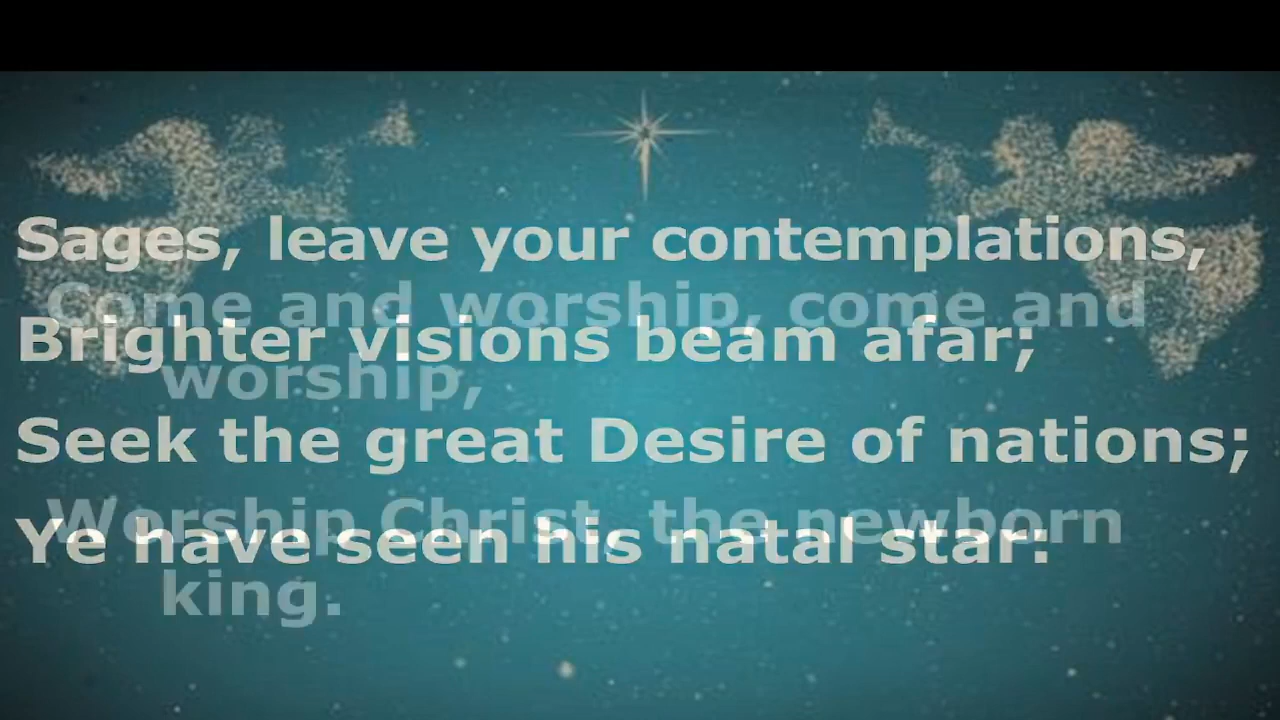 Sages, leave your contemplations,
Come and worship, come and
Brighter visions beam afar;
worship,
Seek the great Desire of nations;
Worship Christ, the newborn
Ye have seen his natal star:
king.